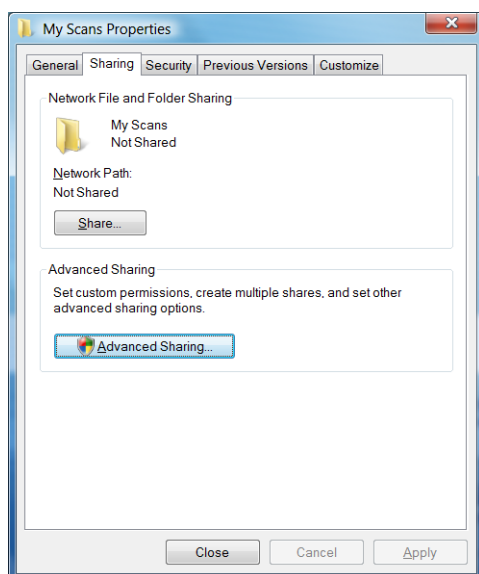 My Scans Properties
General Sharing Security Previous Versions Customize
Network File and Folder Sharing
My Scans
Not Shared
Network Path:
Not Shared
Share...
Advanced Sharing
Set custom permissions, create multiple shares, and set other
advanced sharing options.
Advanced Sharing...
Close Cancel Apply